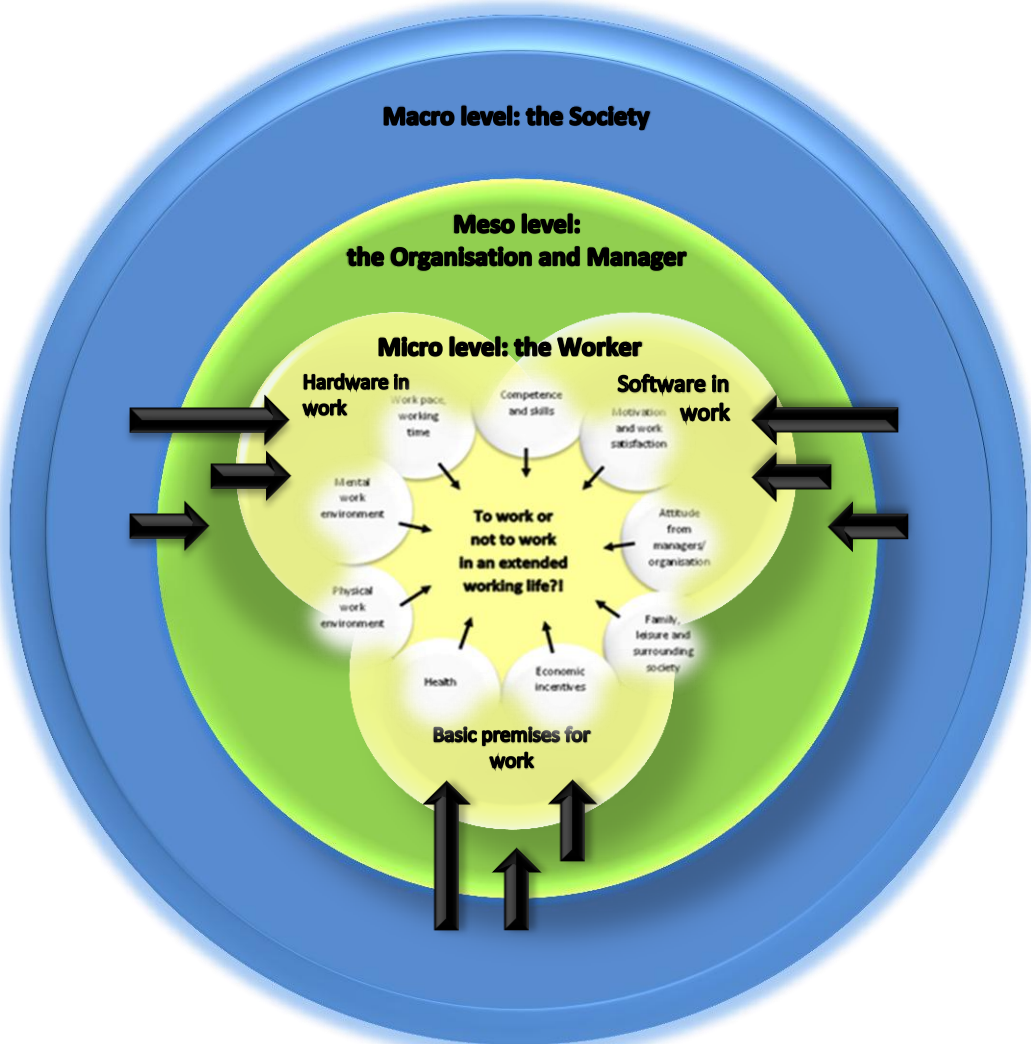 Macro level: the Society
Meso level:
the Organisation and Manager
Micro level: the Worker
Hardware in
work
Software in
work
Work pace,
working
time
Competence
and skills
Motivation
and work
satisfaction
Mental
work
environment
Attitude
from
managers/
organisation
To work or
not to work
in an extended
working life?!
Physical
work
environment
Family,
leisure and
surrounding
society
Health
Economic
incentives
Basic premises for
work